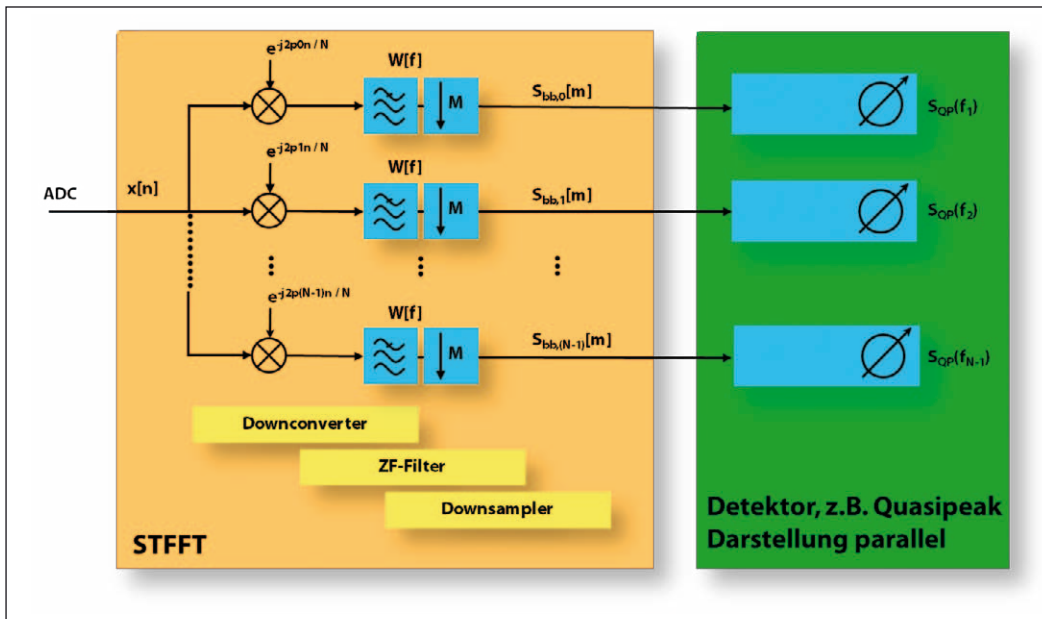 e-j2p0n / N
W[f]
M
Sbb,0[m]
SQP(f1)
e-j2p1n / N
ADC
x[n]
W[f]
M
Sbb,1[m]
SQP(f2)
e-j2p(N-1)n / N
W[f]
M
Sbb,(N-1)[m]
SQP(fN-1)
Downconverter
ZF-Filter
Downsampler
STFFT
Detektor, z.B. Quasipeak
Darstellung parallel